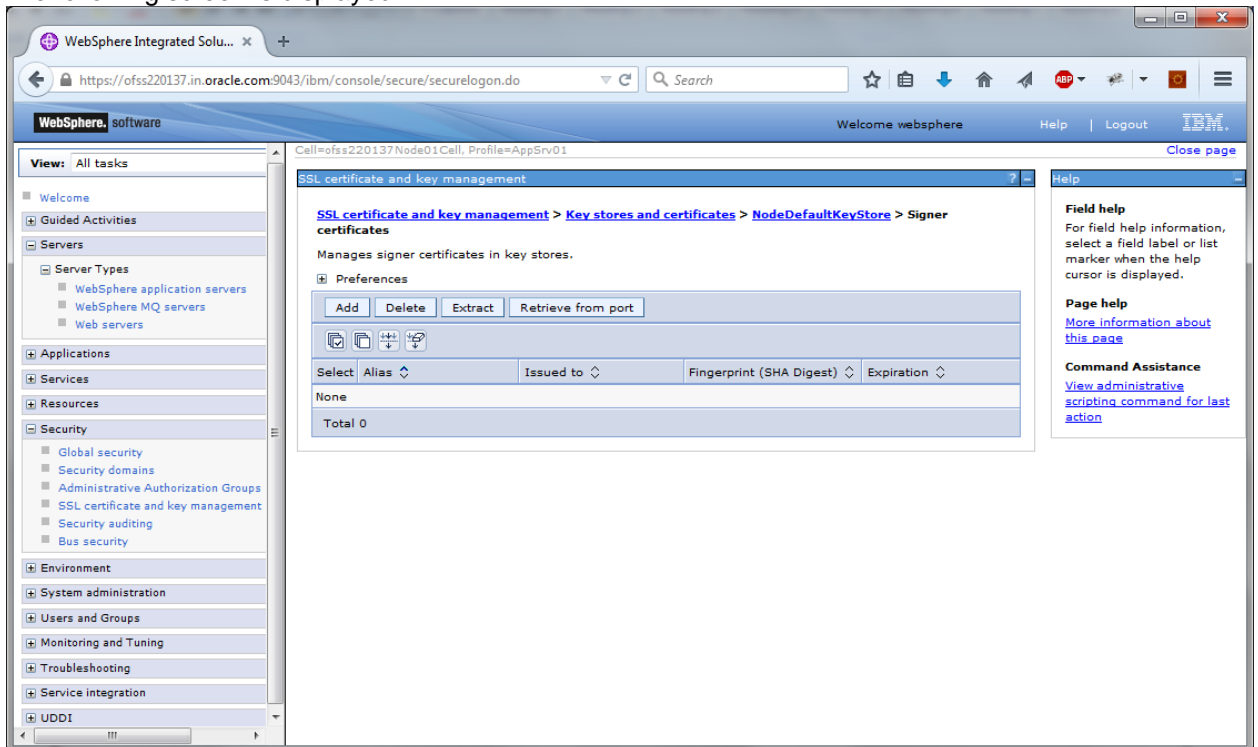 WebSphere Integrated Solu...
https://ofss220137.in.oracle.com:9043/ibm/console/secure/securelogon.do
Search
ABP
WebSphere. software
Welcome websphere
Help | Logout
IBM.
View: All tasks
Welcome
Guided Activities
Servers
Server Types
WebSphere application servers
WebSphere MQ servers
Web servers
Applications
Services
Resources
Security
Global security
Security domains
Administrative Authorization Groups
SSL certificate and key management
Security auditing
Bus security
Environment
System administration
Users and Groups
Monitoring and Tuning
Troubleshooting
Service integration
UDDI
Cell=ofss220137Node01Cell, Profile=AppSrv01
Close page
SSL certificate and key management
? -
SSL certificate and key management > Key stores and certificates > NodeDefaultKeyStore > Signer
certificates
Manages signer certificates in key stores.
Preferences
Add Delete Extract Retrieve from port
Select Alias Issued to Fingerprint (SHA Digest) Expiration
None
Total 0
Help
Field help
For field help information,
select a field label or list
marker when the help
cursor is displayed.
Page help
More information about
this page
Command Assistance
View administrative
scripting command for last
action